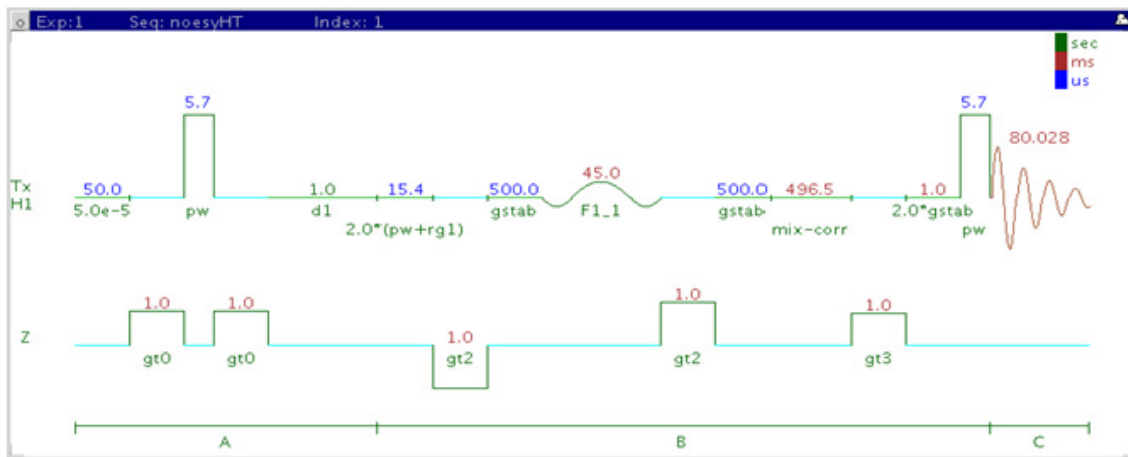 Exp:1 Seq: noesyHT Index: 1
sec
ms
us
5.7 5.7
80.028
Tx 50.0 1.0 15.4 500.0 45.0 500.0 496.5 1.0
H1 5.0e-5 pw d1 gstab F1_1 gstab 2.0*gstab
2.0*(pw+rg1) mix-corr pw
1.0 1.0 1.0 1.0 1.0
Z
gt0 gt0 gt2 gt2 gt3
A B C